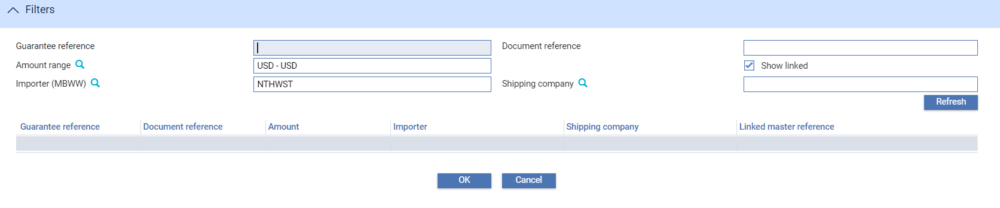 Filters
Guarantee reference
Document reference
Amount range
USD - USD
Show linked
Importer (MBWW)
NTHWST
Shipping company
Refresh
Guarantee reference Document reference Amount Importer Shipping company Linked master reference
OK Cancel